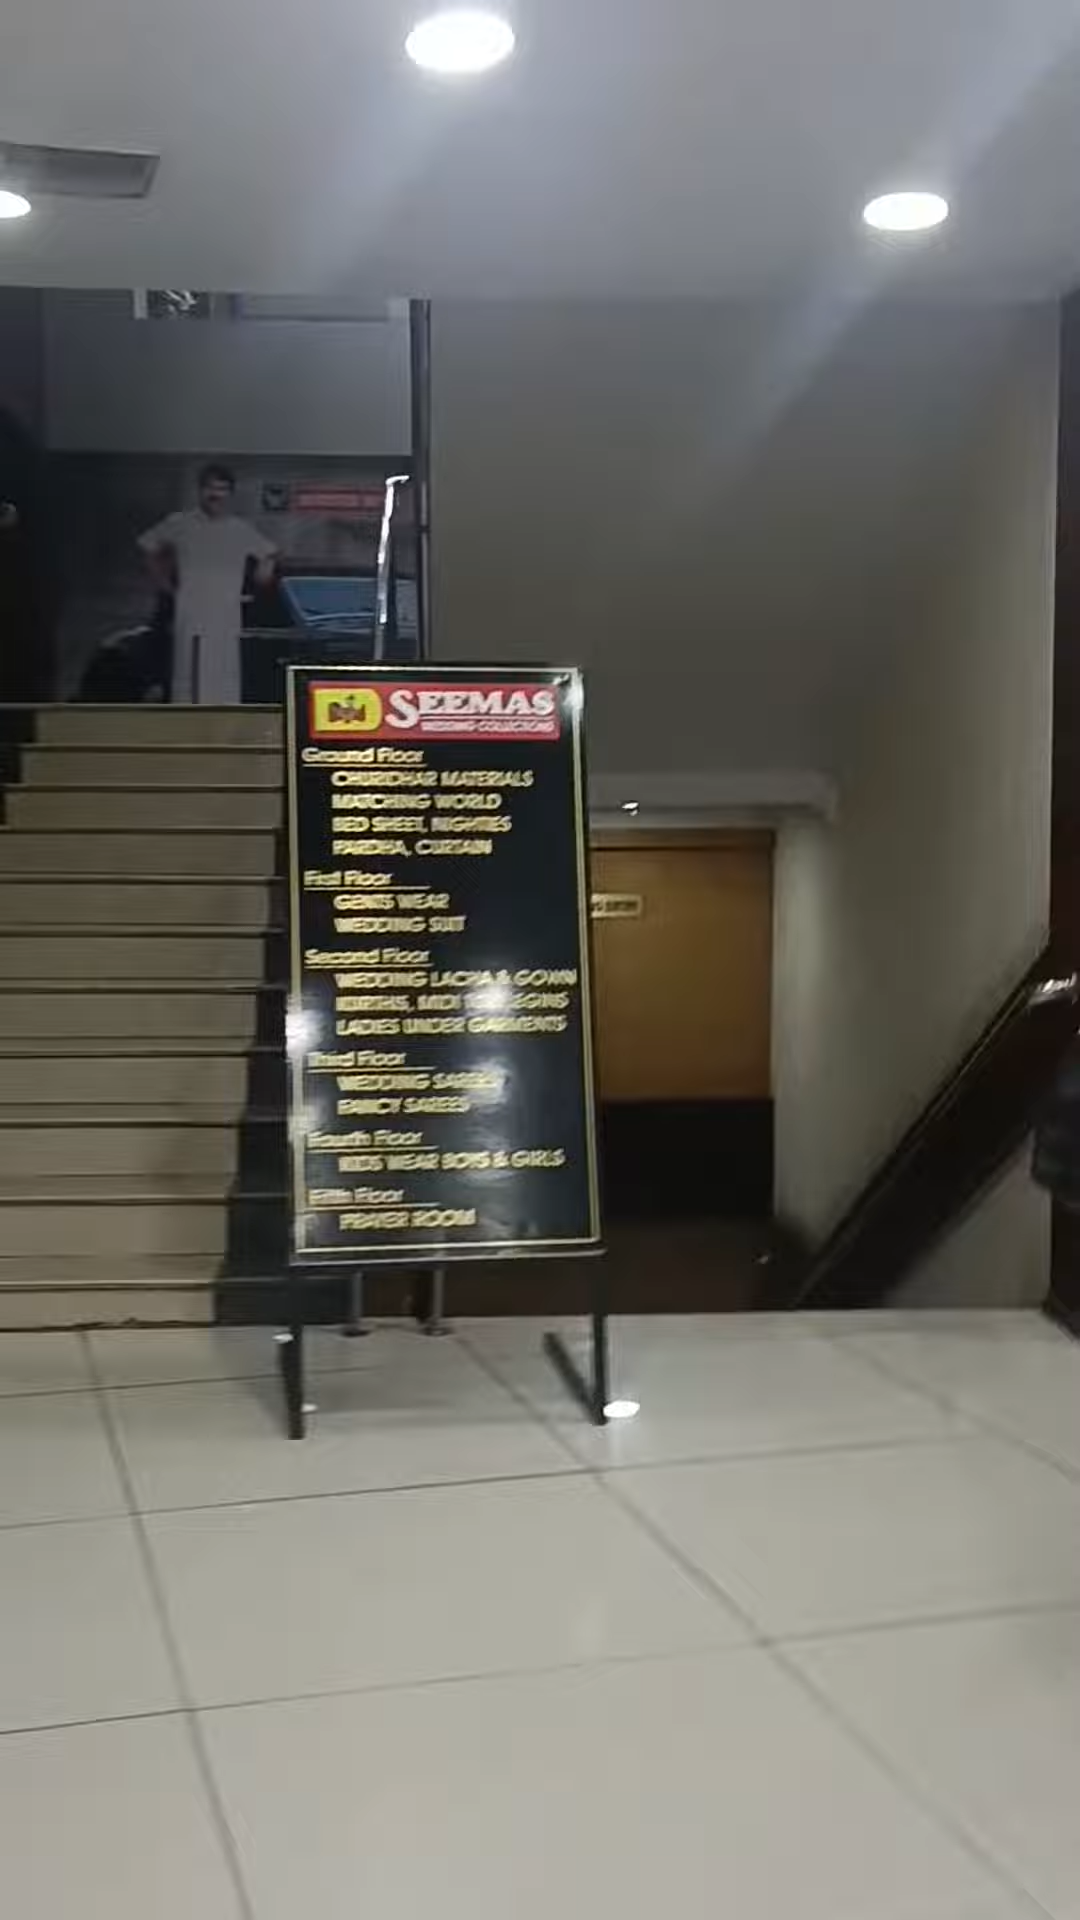 SEEMAS
WEDDING COLLECTIONS
Ground Floor
CHURIDHAR MATERIALS
MATCHING WORLD
BED SHEET, NIGHTIES
PARDHA, CURTAIN
First Floor
GENTS WEAR
WEDDING SUIT
Second Floor
WEDDING LACHA & GOWN
KURTHIS, MIDI
LADIES UNDER GARMENTS
Third Floor
WEDDING SAREES
FANCY SAREES
Fourth Floor
KIDS WEAR BOYS & GIRLS
Fifth Floor
PRAYER ROOM